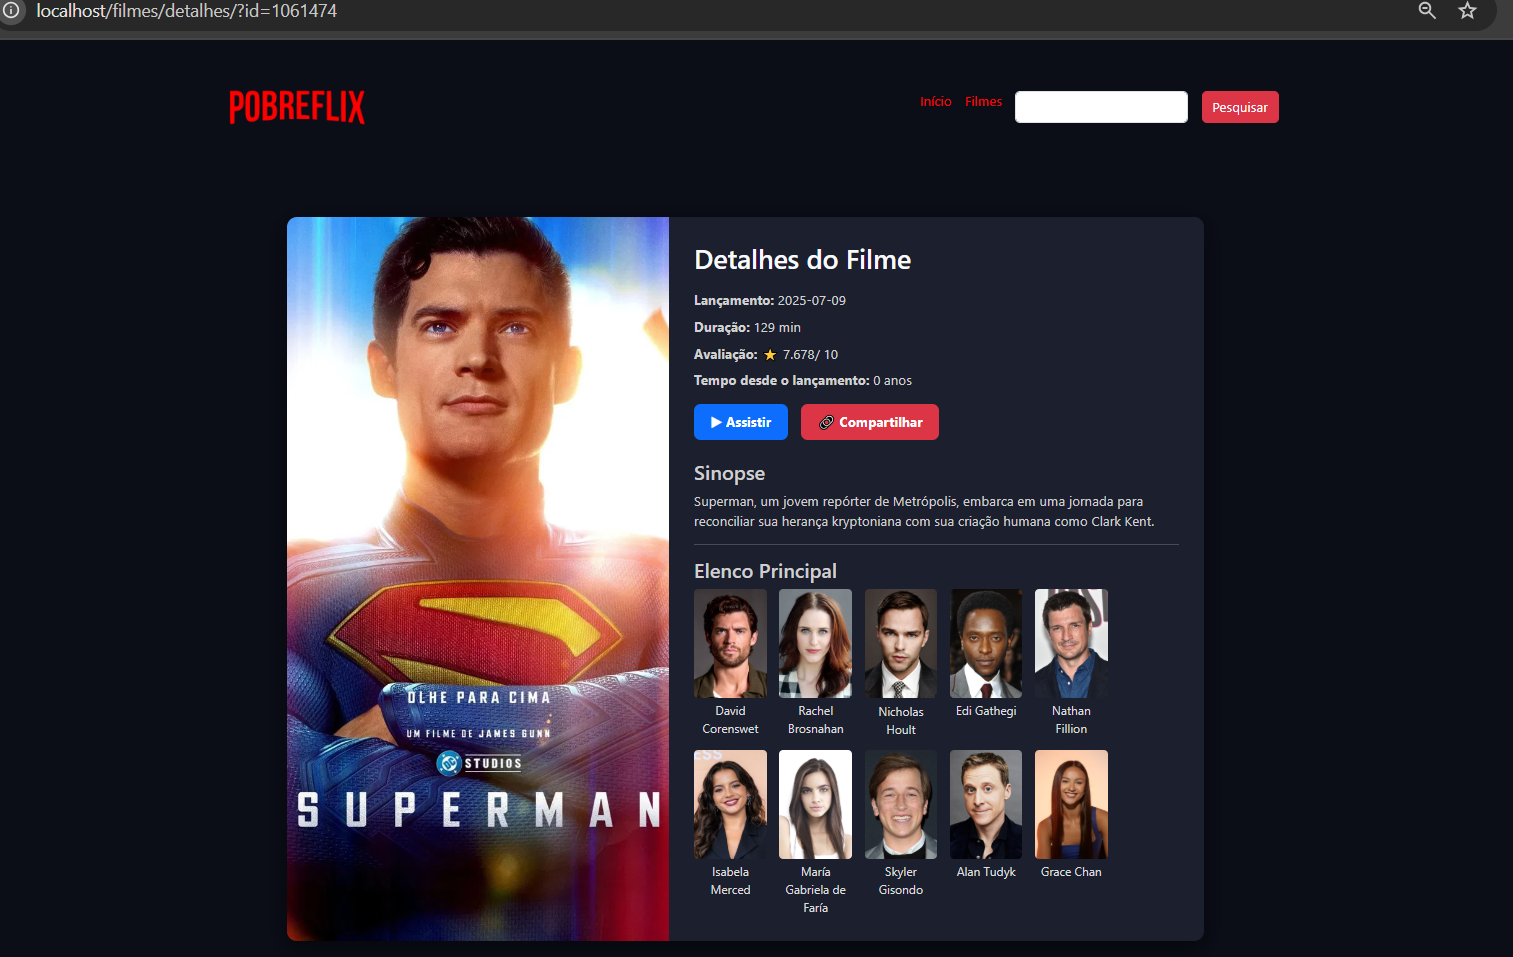 localhost/filmes/detalhes/?id=1061474
POBREFLIX
Início Filmes
Pesquisar
Detalhes do Filme
Lançamento: 2025-07-09
Duração: 129 min
Avaliação: ⭐ 7.678/ 10
Tempo desde o lançamento: 0 anos
▶ Assistir
🔗 Compartilhar
Sinopse
Superman, um jovem repórter de Metrópolis, embarca em uma jornada para
reconciliar sua herança kryptoniana com sua criação humana como Clark Kent.
Elenco Principal
David
Corenswet
Rachel
Brosnahan
Nicholas
Hoult
Edi Gathegi
Nathan
Fillion
Isabela
Merced
María
Gabriela de
Faría
Skyler
Gisondo
Alan Tudyk
Grace Chan
OLHE PARA CIMA
UM FILME DE JAMES GUNN
DC STUDIOS
SUPERMAN